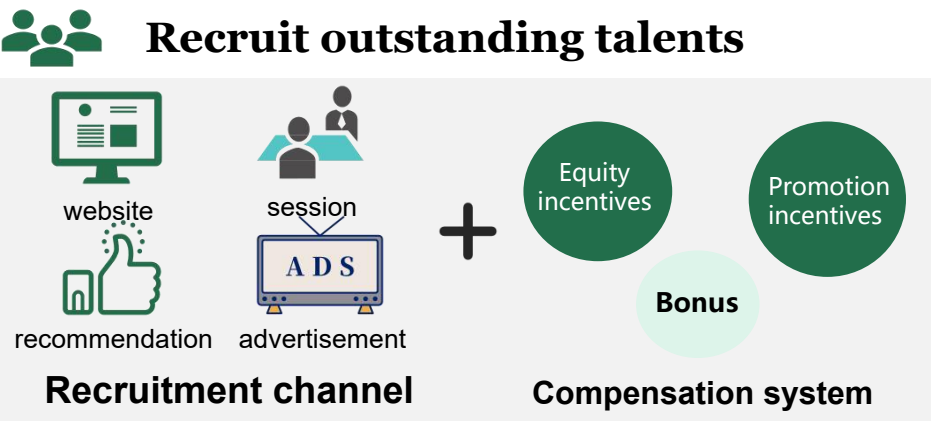 Recruit outstanding talents
website
session
recommendation
ADS
advertisement
Recruitment channel
Equity
incentives
Promotion
incentives
Bonus
Compensation system